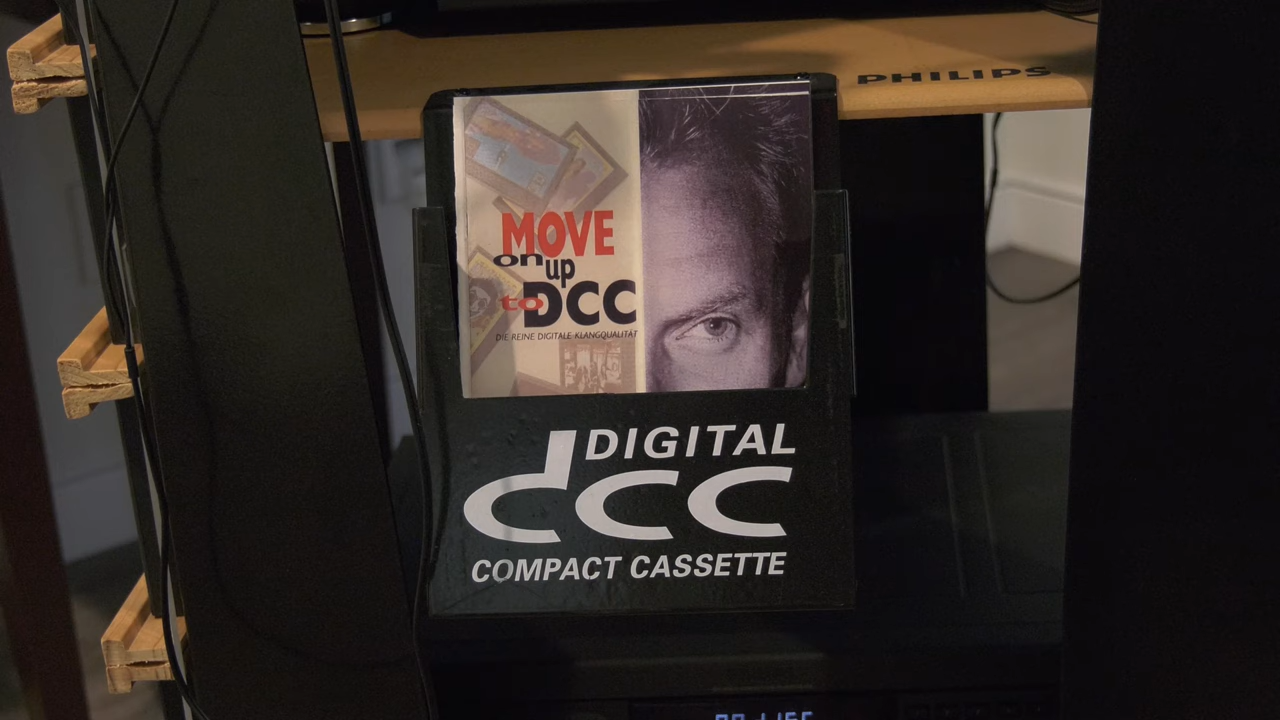 PHILIPS
MOVE
on up
to DCC
DIE REINE DIGITALE KLANGQUALITÄT
DIGITAL
dcc
COMPACT CASSETTE